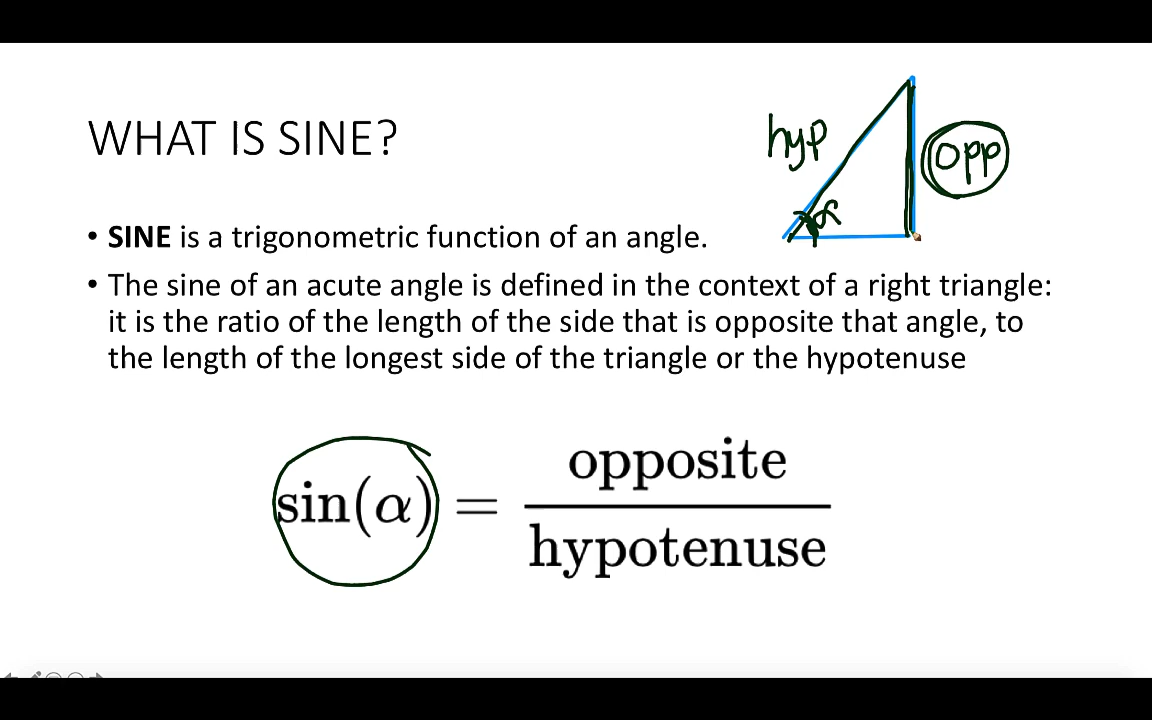 WHAT IS SINE?
hyp
opp
α
• SINE is a trigonometric function of an angle.
• The sine of an acute angle is defined in the context of a right triangle:
it is the ratio of the length of the side that is opposite that angle, to
the length of the longest side of the triangle or the hypotenuse
opposite
sin(α) =
hypotenuse